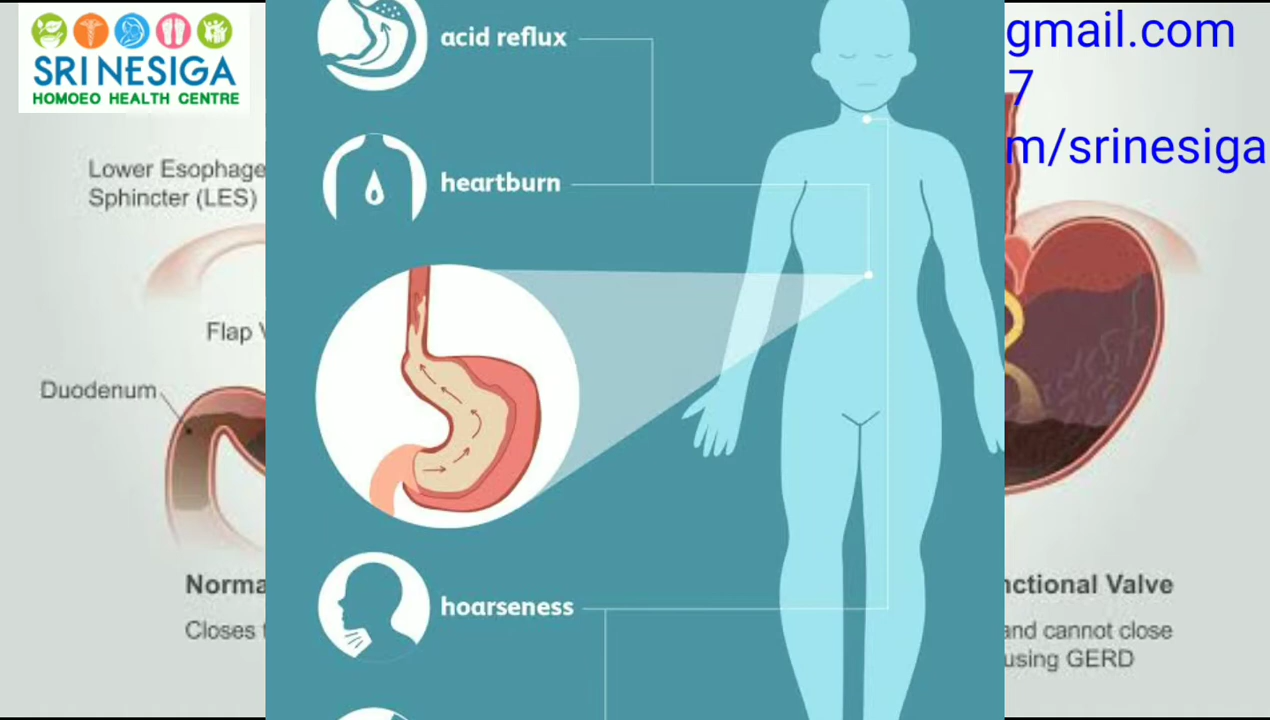 SRI NESIGA
HOMOEO HEALTH CENTRE
acid reflux
gmail.com
7
m/srinesiga
Lower Esophage
Sphincter (LES)
heartburn
Flap V
Duodenum
Norma
nctional Valve
hoarseness
Closes t
and cannot close
using GERD